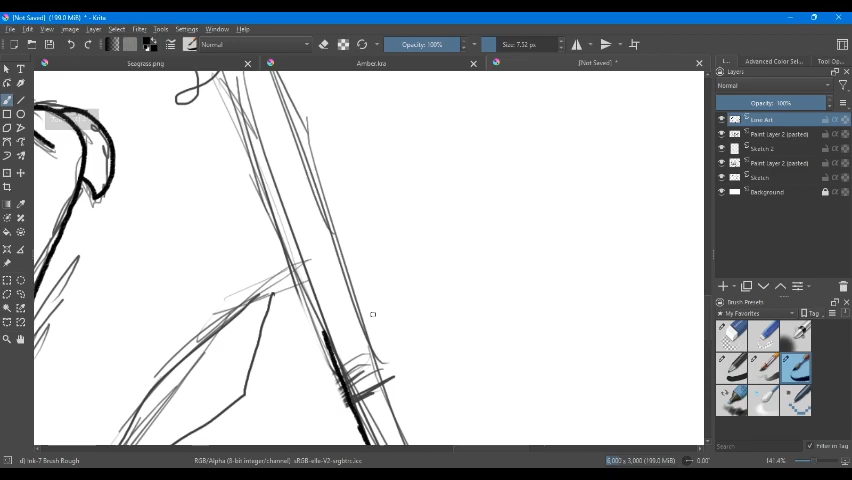 [Not Saved] (199.0 MiB) * - Krita
File Edit View Image Layer Select Filter Tools Settings Window Help
Normal Opacity: 100% Size: 7.32 px
Seagrass.png Amber.kra [Not Saved] *
L... Advanced Color Sel... Tool Op...
Layers
Normal
Opacity: 100%
Line Art
Paint Layer 2 (pasted)
Sketch 2
Paint Layer 2 (pasted)
Sketch
Background
Brush Presets
My Favorites Tag
Search Filter in Tag
d) Ink-7 Brush Rough RGB/Alpha (8-bit integer/channel) sRGB-elle-V2-srgbtrc.icc 6,000 x 3,000 (199.0 MiB) 0.00° 141.4%